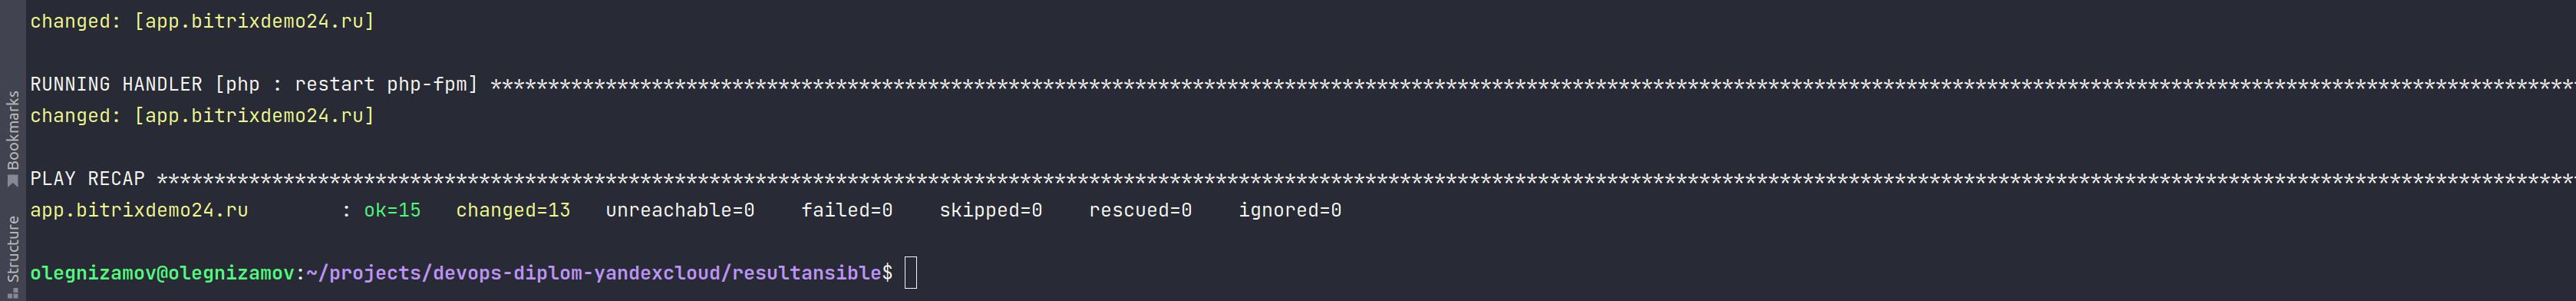 changed: [app.bitrixdemo24.ru]
RUNNING HANDLER [php : restart php-fpm] ****************************************************************************************************************************************************************************************
changed: [app.bitrixdemo24.ru]
PLAY RECAP *********************************************************************************************************************************************************************************************************************
app.bitrixdemo24.ru : ok=15 changed=13 unreachable=0 failed=0 skipped=0 rescued=0 ignored=0
olegnizamov@olegnizamov:~/projects/devops-diplom-yandexcloud/resultansible$
Bookmarks
Structure